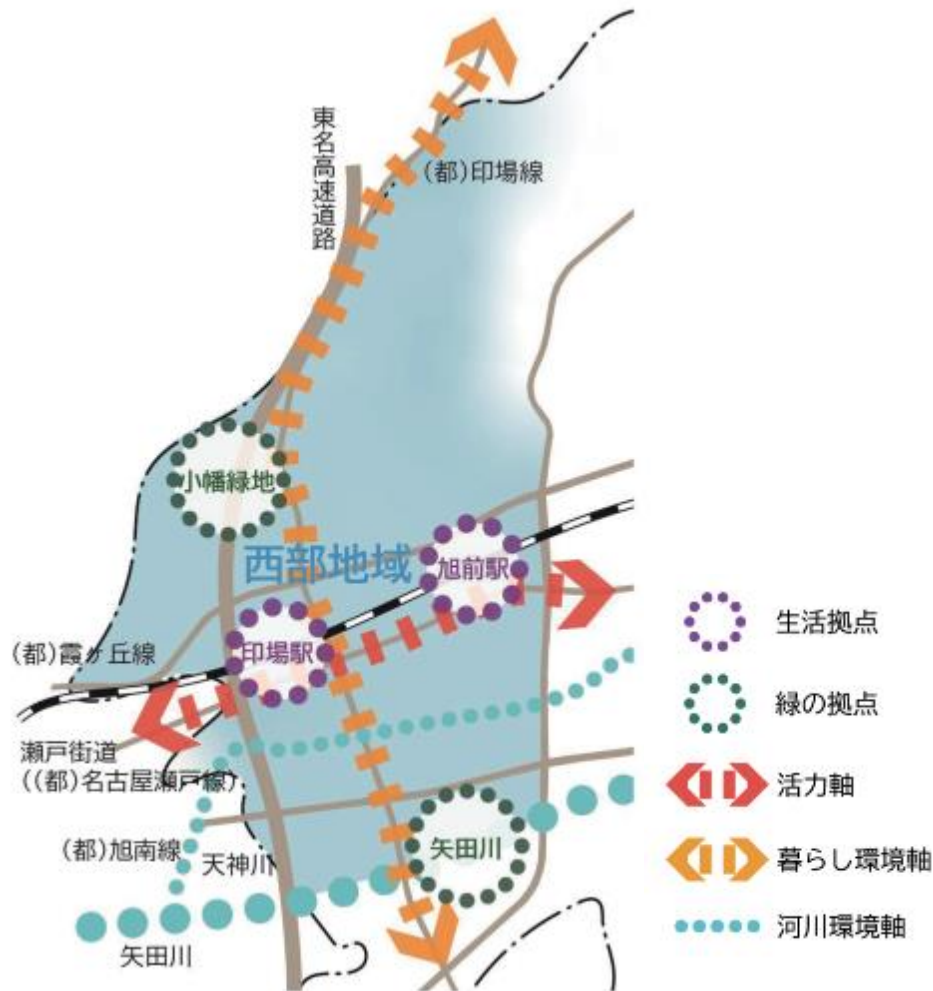 東名高速道路
(都)印場線
小幡緑地
西部地域
旭前駅
印場駅
(都)霞ヶ丘線
瀬戸街道
((都)名古屋瀬戸線)
(都)旭南線
天神川
矢田川
矢田川
生活拠点
緑の拠点
活力軸
暮らし環境軸
河川環境軸